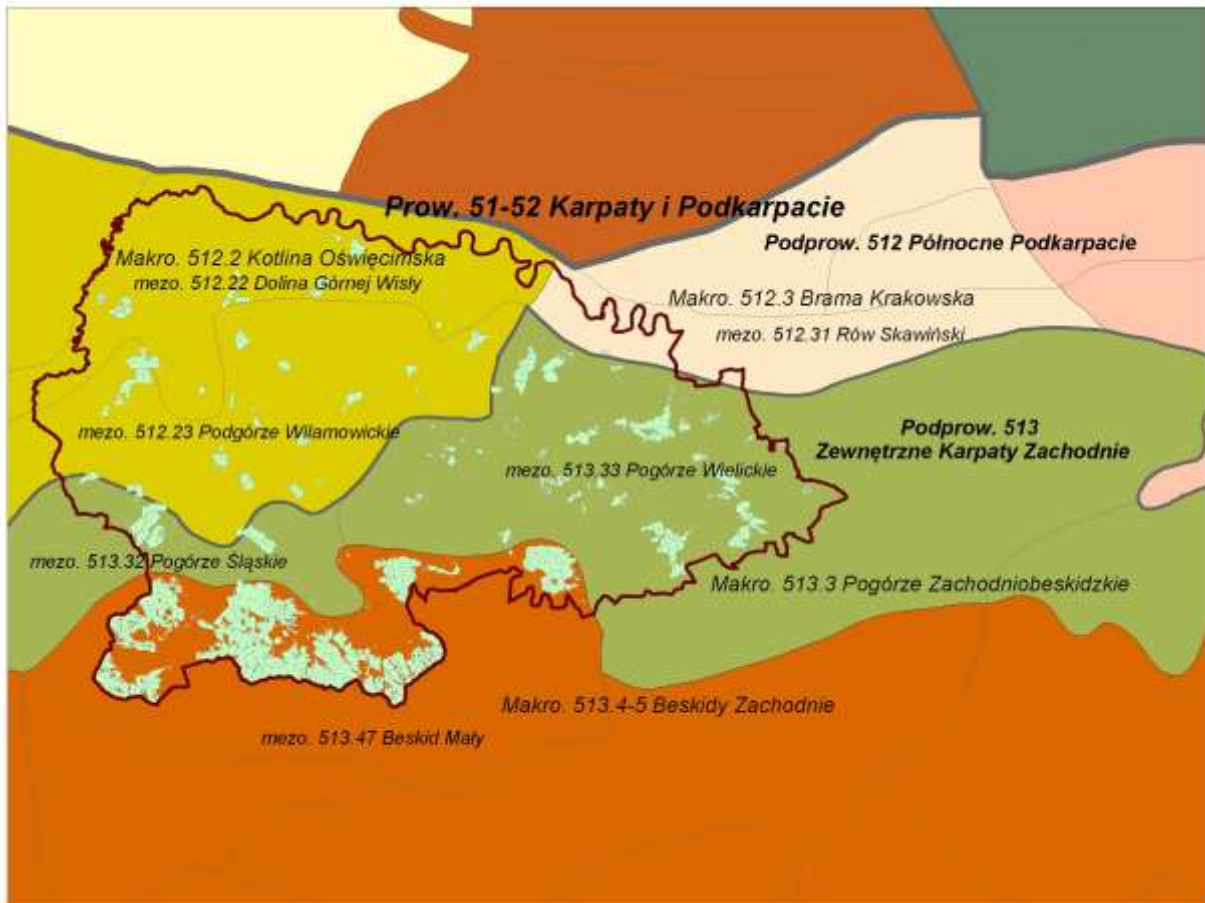 Prow. 51-52 Karpaty i Podkarpacie
Podprow. 512 Północne Podkarpacie
Makro. 512.2 Kotlina Oświęcimska
mezo. 512.22 Dolina Górnej Wisły
Makro. 512.3 Brama Krakowska
mezo. 512.31 Rów Skawiński
mezo. 512.23 Podgórze Wilamowickie
Podprow. 513
Zewnętrzne Karpaty Zachodnie
mezo. 513.33 Pogórze Wielickie
mezo. 513.32 Pogórze Śląskie
Makro. 513.3 Pogórze Zachodniobeskidzkie
Makro. 513.4-5 Beskidy Zachodnie
mezo. 513.47 Beskid Mały